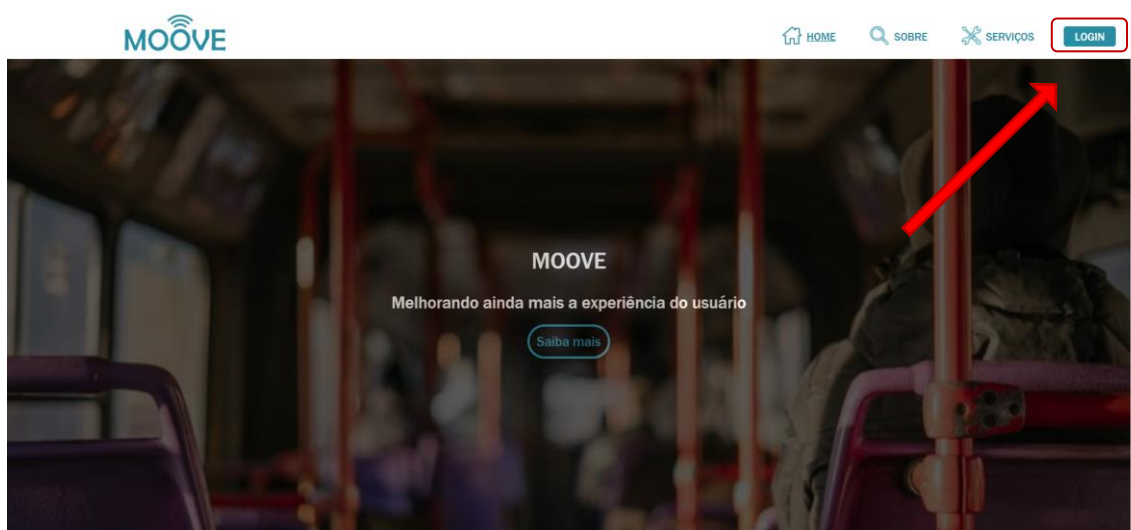 MOOVE
HOME
SOBRE
SERVIÇOS
LOGIN
MOOVE
Melhorando ainda mais a experiência do usuário
Saiba mais